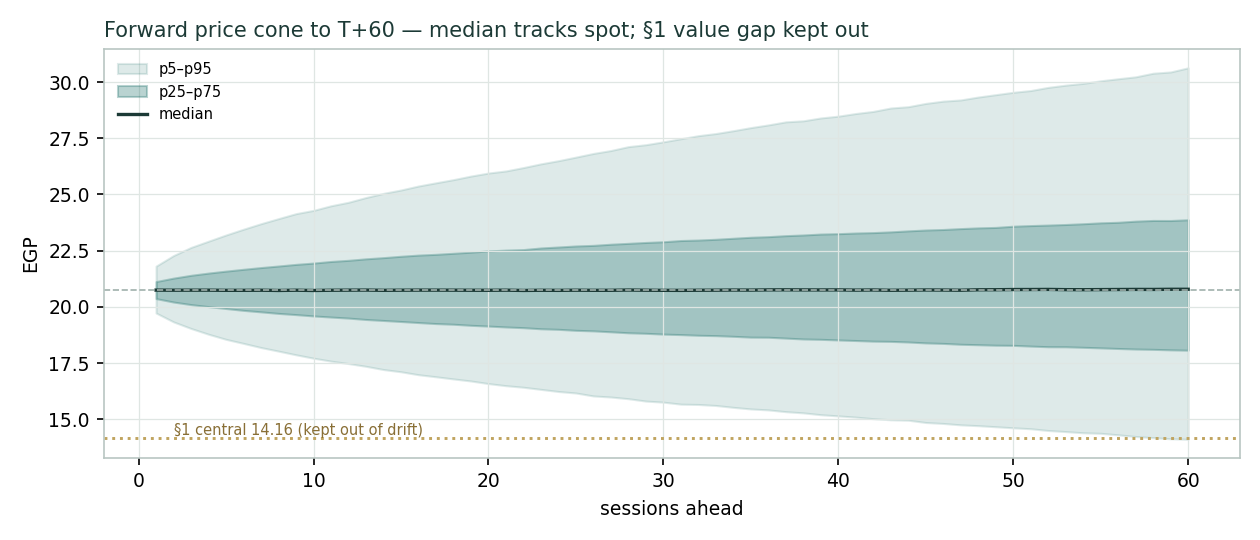 Forward price cone to T+60 — median tracks spot; §1 value gap kept out
p5–p95
p25–p75
median
EGP
30.0
27.5
25.0
22.5
20.0
17.5
15.0
§1 central 14.16 (kept out of drift)
0
10
20
30
40
50
60
sessions ahead